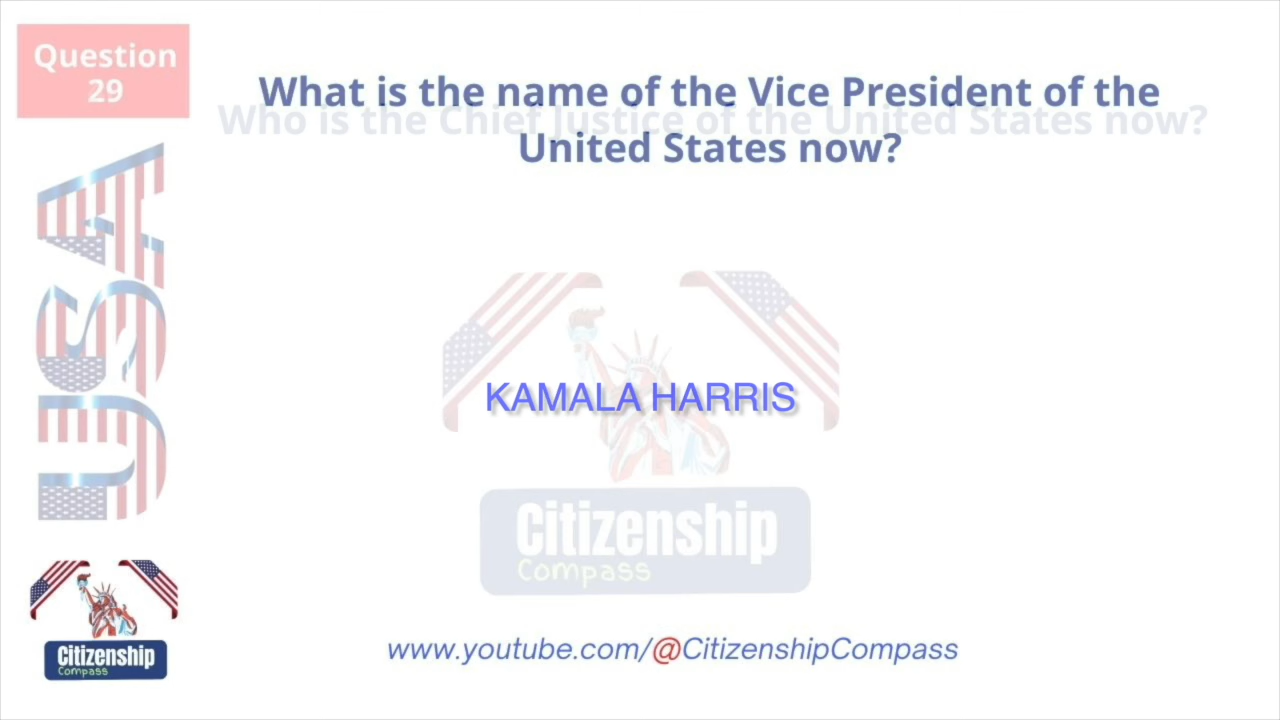 Question
29
What is the name of the Vice President of the
Who is the Chief Justice of the United States now?
United States now?
USA
KAMALA HARRIS
Citizenship
Compass
Citizenship
Compass
www.youtube.com/@CitizenshipCompass